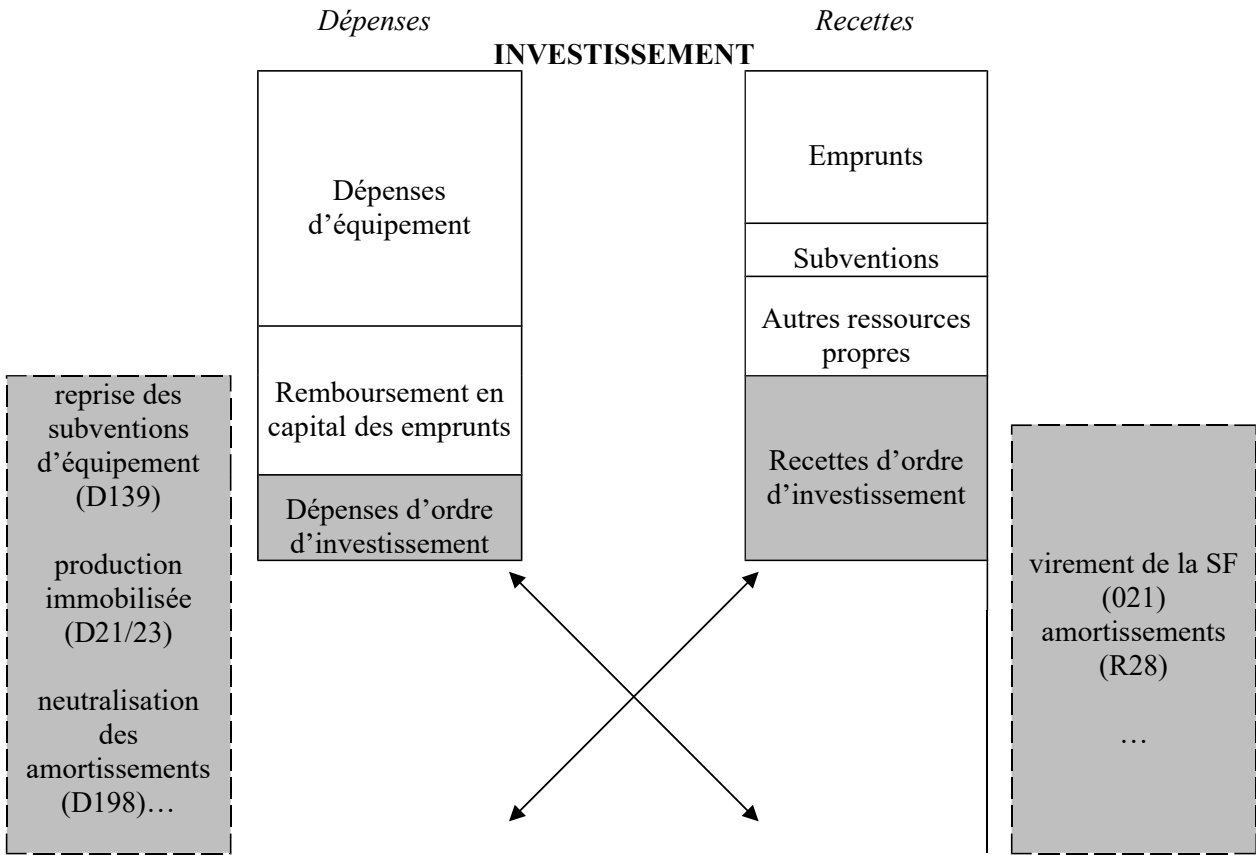 Dépenses
Recettes
INVESTISSEMENT
Dépenses
d’équipement
Remboursement en
capital des emprunts
Dépenses d’ordre
d’investissement
Emprunts
Subventions
Autres ressources
propres
Recettes d’ordre
d’investissement
reprise des
subventions
d’équipement
(D139)
production
immobilisée
(D21/23)
neutralisation
des
amortissements
(D198)…
virement de la SF
(021)
amortissements
(R28)
…